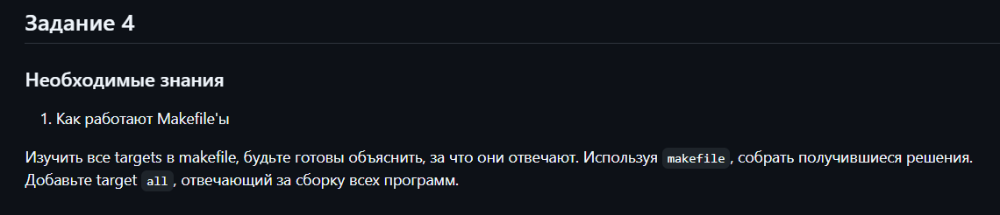 Задание 4
Необходимые знания
1. Как работают Makefile'ы
Изучить все targets в makefile, будьте готовы объяснить, за что они отвечают. Используя makefile, собрать получившиеся решения.
Добавьте target all, отвечающий за сборку всех программ.